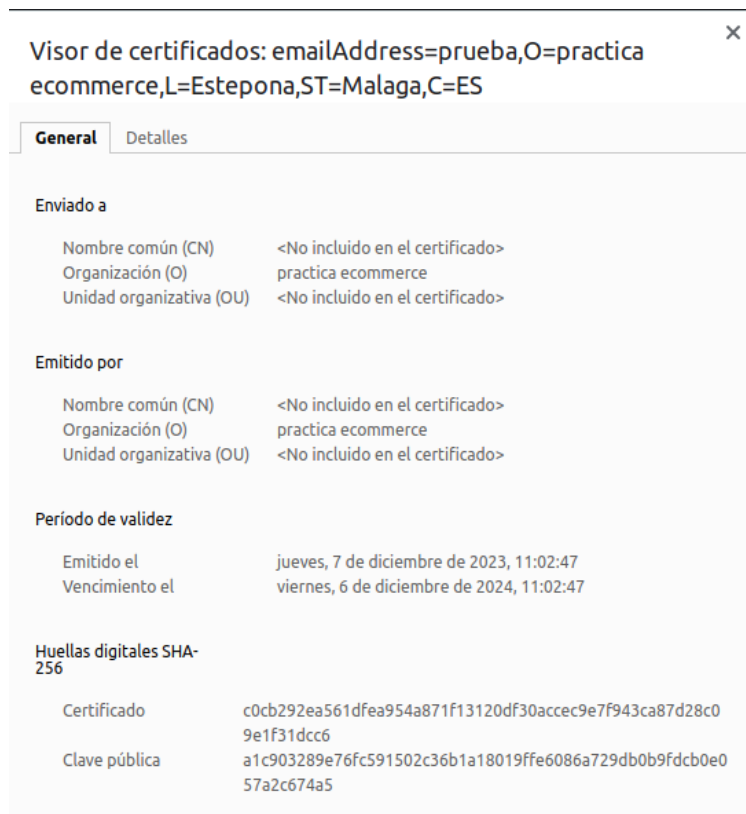 Visor de certificados: emailAddress=prueba,O=practica
ecommerce,L=Estepona,ST=Malaga,C=ES
General Detalles
Enviado a
Nombre común (CN) <No incluido en el certificado>
Organización (O) practica ecommerce
Unidad organizativa (OU) <No incluido en el certificado>
Emitido por
Nombre común (CN) <No incluido en el certificado>
Organización (O) practica ecommerce
Unidad organizativa (OU) <No incluido en el certificado>
Período de validez
Emitido el jueves, 7 de diciembre de 2023, 11:02:47
Vencimiento el viernes, 6 de diciembre de 2024, 11:02:47
Huellas digitales SHA-
256
Certificado c0cb292ea561dfea954a871f13120df30accec9e7f943ca87d28c0
9e1f31dcc6
Clave pública a1c903289e76fc591502c36b1a18019ffe6086a729db0b9fdcb0e0
57a2c674a5